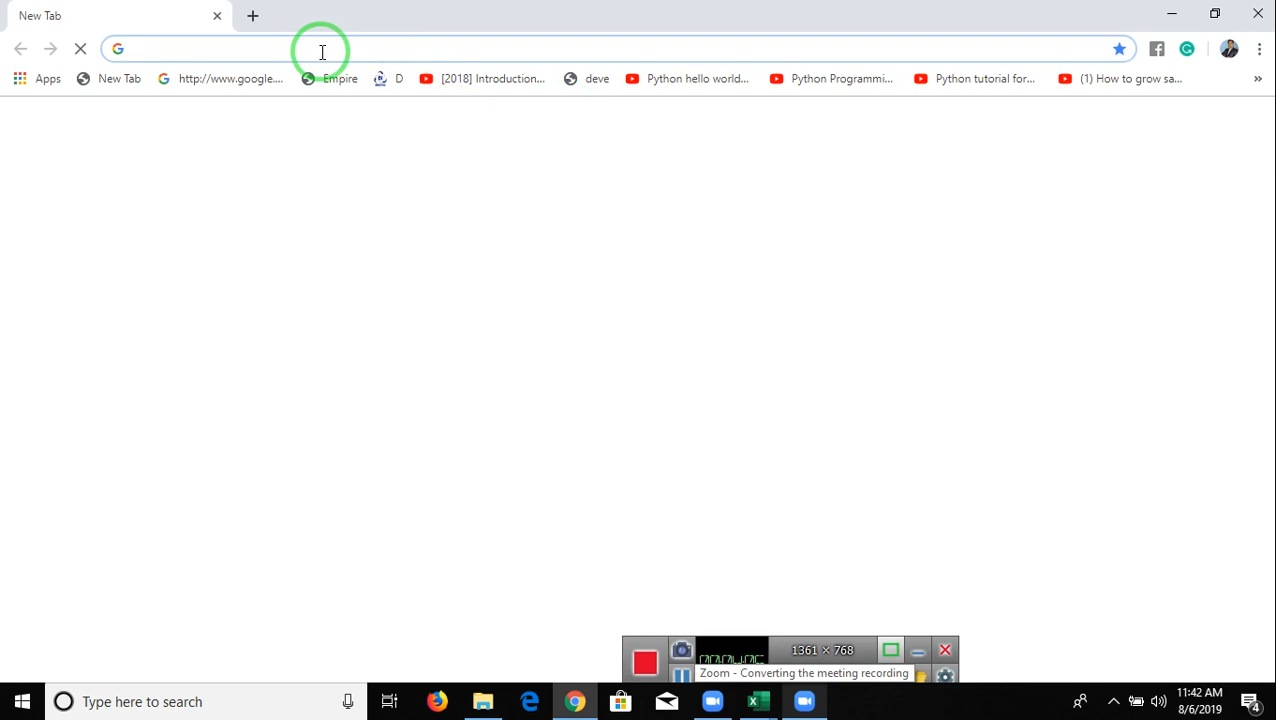 New Tab
Apps New Tab http://www.google.... Empire D [2018] Introduction... deve Python hello world... Python Programmi... Python tutorial for... (1) How to grow sa... »
1361 × 768
Zoom - Converting the meeting recording
Type here to search
11:42 AM
8/6/2019
4